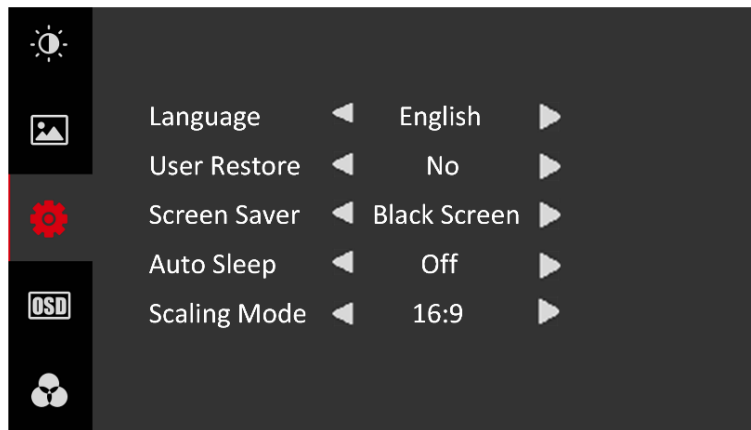 Language English
User Restore No
Screen Saver Black Screen
Auto Sleep Off
OSD
Scaling Mode 16:9